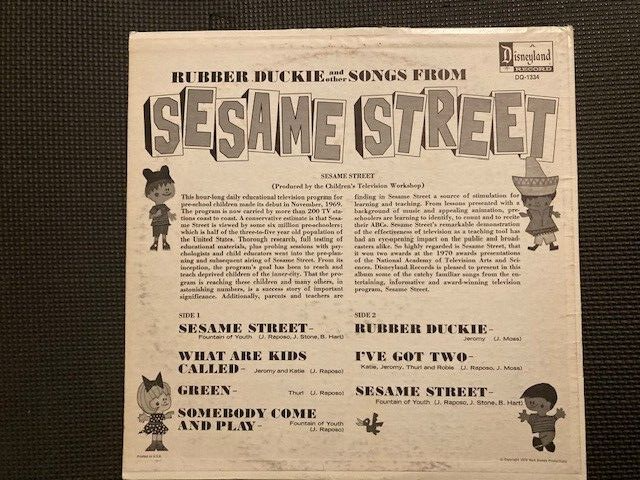 Disneyland
RECORD
DQ-1334
RUBBER DUCKIE and other SONGS FROM
SESAME STREET
SESAME STREET
(Produced by the Children's Television Workshop)
This hour-long daily educational television program for
pre-school children made its debut in November, 1969.
The program is now carried by more than 200 TV sta-
tions coast to coast. A conservative estimate is that Sesa-
me Street is viewed by some six million pre-schoolers;
which is half of the three-to-five year old population of
the United States. Thorough research, full testing of
educational materials, plus probing sessions with psy-
chologists and child educators went into the pre-plan-
ning and subsequent airing of Sesame Street. From its
inception, the program's goal has been to reach and
teach deprived children of the inner-city. That the pro-
gram is reaching these children and many others, in
astonishing numbers, is a success story of important
significance. Additionally, parents and teachers are
finding in Sesame Street a source of stimulation for
learning and teaching. From lessons presented with a
background of music and appealing animation, pre-
schoolers are learning to identify, to count and to recite
their ABCs. Sesame Street's remarkable demonstration
of the effectiveness of television as a teaching tool has
had an eye-opening impact on the public and broad-
casters alike. So highly regarded is Sesame Street, that
it won two awards at the 1970 awards presentations
of the National Academy of Television Arts and Sci-
ences. Disneyland Records is pleased to present in this
album some of the catchy familiar songs from the en-
tertaining, informative and award-winning television
program, Sesame Street.
SIDE 1
SESAME STREET-
Fountain of Youth (J. Raposo, J. Stone, B. Hart)
WHAT ARE KIDS
CALLED- Jeromy and Katie (J. Raposo)
GREEN- Thurl (J. Raposo)
SOMEBODY COME
AND PLAY- Fountain of Youth
(J. Raposo)
SIDE 2
RUBBER DUCKIE-
Jeromy (J. Moss)
I'VE GOT TWO-
Katie, Jeromy, Thurl and Robie (J. Raposo, J. Moss)
SESAME STREET-
Fountain of Youth (J. Raposo, J. Stone, B. Hart)
Printed in U.S.A.
© Copyright 1970 Walt Disney Productions